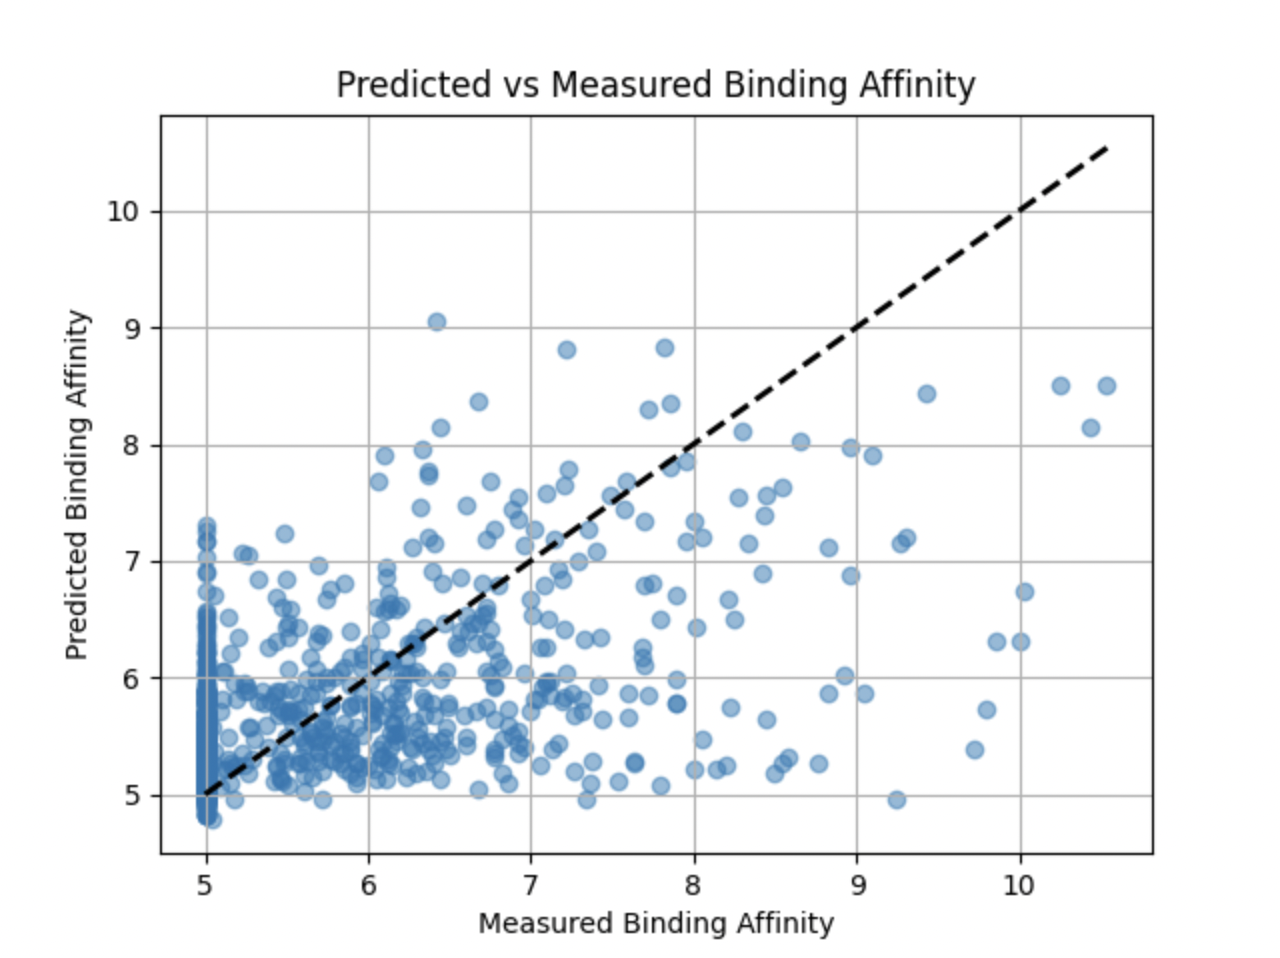 Predicted vs Measured Binding Affinity
10
9
8
7
6
5
Predicted Binding Affinity
5 6 7 8 9 10
Measured Binding Affinity